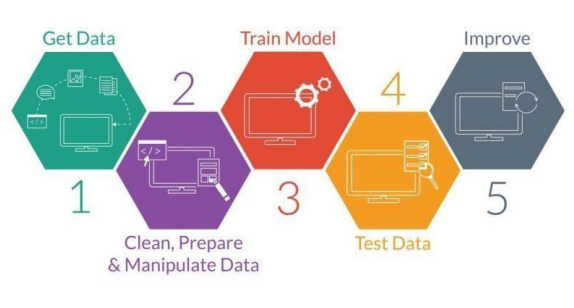 Get Data
1
2
Clean, Prepare
& Manipulate Data
Train Model
3
4
Test Data
Improve
5
</>
</>